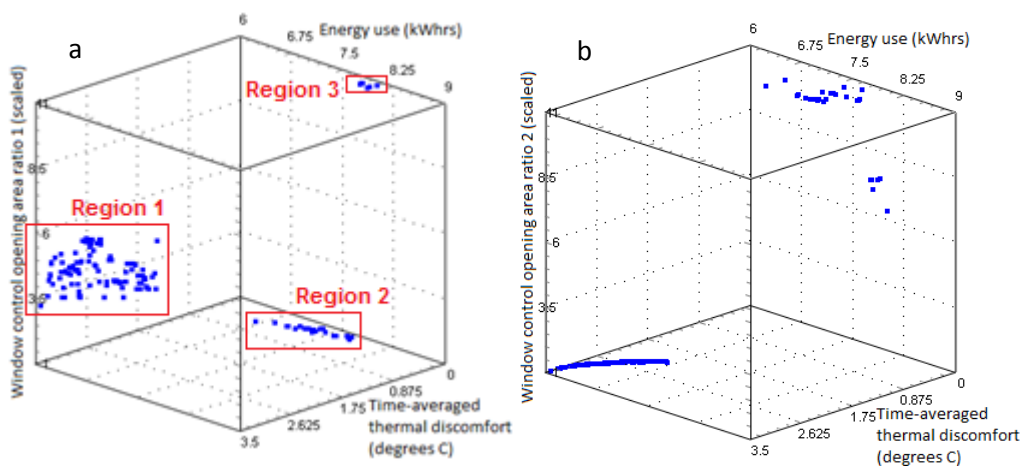 a
6
Energy use (kWhrs)
6.75
7.5
8.25
9
Region 3
Window control opening area ratio 1 (scaled)
11
8.5
6
3.5
1
Region 1
Region 2
0
0.875
1.75
2.625
3.5
Time-averaged
thermal discomfort
(degrees C)
b
6
Energy use (kWhrs)
6.75
7.5
8.25
9
Window control opening area ratio 2 (scaled)
11
8.5
6
3.5
1
0
0.875
1.75
2.625
3.5
Time-averaged
thermal discomfort
(degrees C)